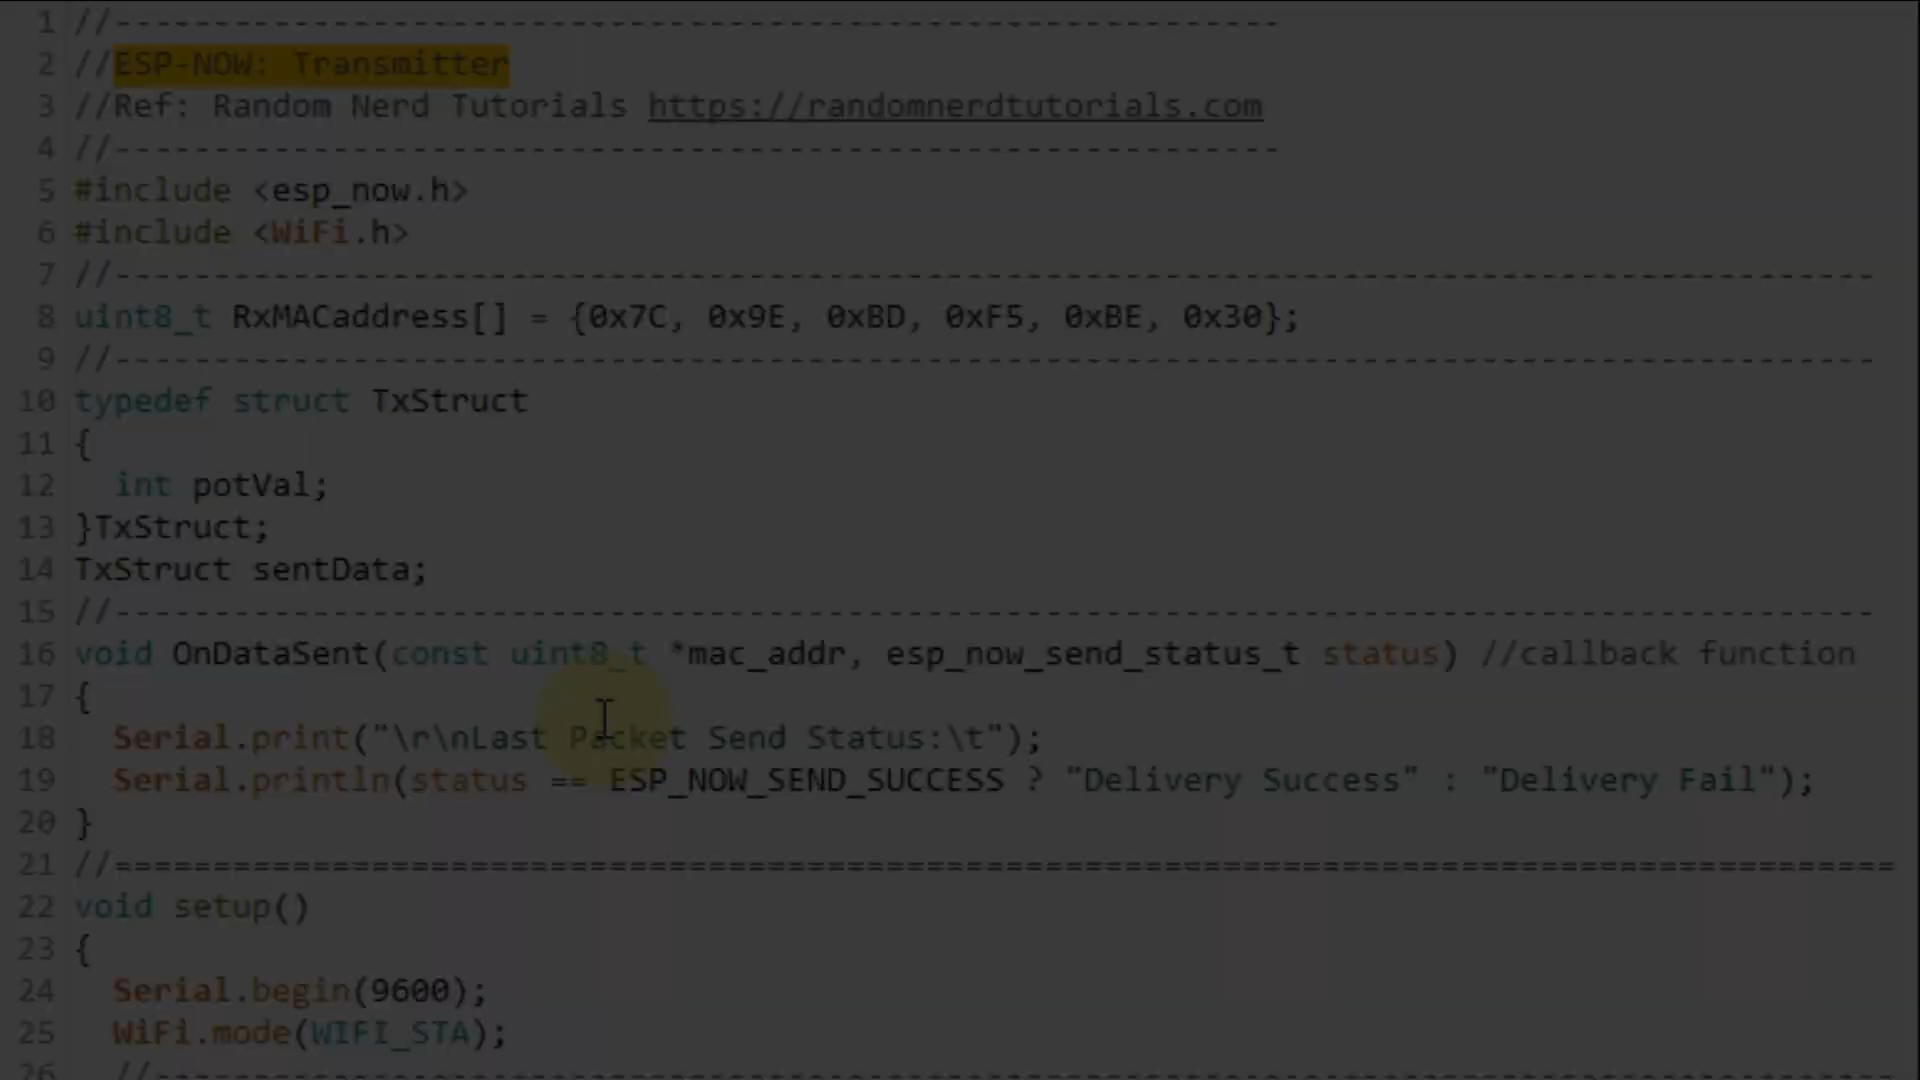 1 //-----------------------------------------------------------
2 //ESP-NOW: Transmitter
3 //Ref: Random Nerd Tutorials https://randomnerdtutorials.com
4 //-----------------------------------------------------------
5 #include <esp_now.h>
6 #include <WiFi.h>
7 //-----------------------------------------------------------------------------------------
8 uint8_t RxMACaddress[] = {0x7C, 0x9E, 0xBD, 0xF5, 0xBE, 0x30};
9 //-----------------------------------------------------------------------------------------
10 typedef struct TxStruct
11 {
12   int potVal;
13 }TxStruct;
14 TxStruct sentData;
15 //-----------------------------------------------------------------------------------------
16 void OnDataSent(const uint8_t *mac_addr, esp_now_send_status_t status) //callback function
17 {
18   Serial.print("\r\nLast Packet Send Status:\t");
19   Serial.println(status == ESP_NOW_SEND_SUCCESS ? "Delivery Success" : "Delivery Fail");
20 }
21 //==========================================================================================
22 void setup()
23 {
24   Serial.begin(9600);
25   WiFi.mode(WIFI_STA);
26   //---------------------------------------------------------------------------------------